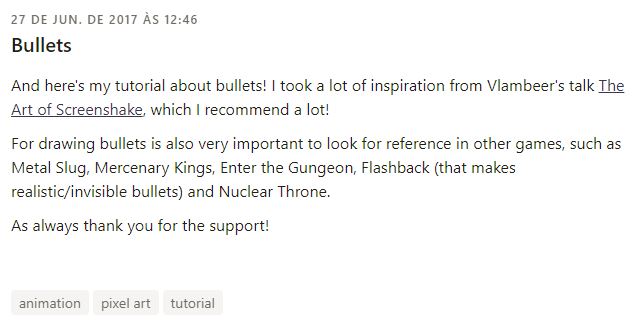 27 DE JUN. DE 2017 ÀS 12:46
Bullets
And here's my tutorial about bullets! I took a lot of inspiration from Vlambeer's talk The
Art of Screenshake, which I recommend a lot!
For drawing bullets is also very important to look for reference in other games, such as
Metal Slug, Mercenary Kings, Enter the Gungeon, Flashback (that makes
realistic/invisible bullets) and Nuclear Throne.
As always thank you for the support!
animation pixel art tutorial